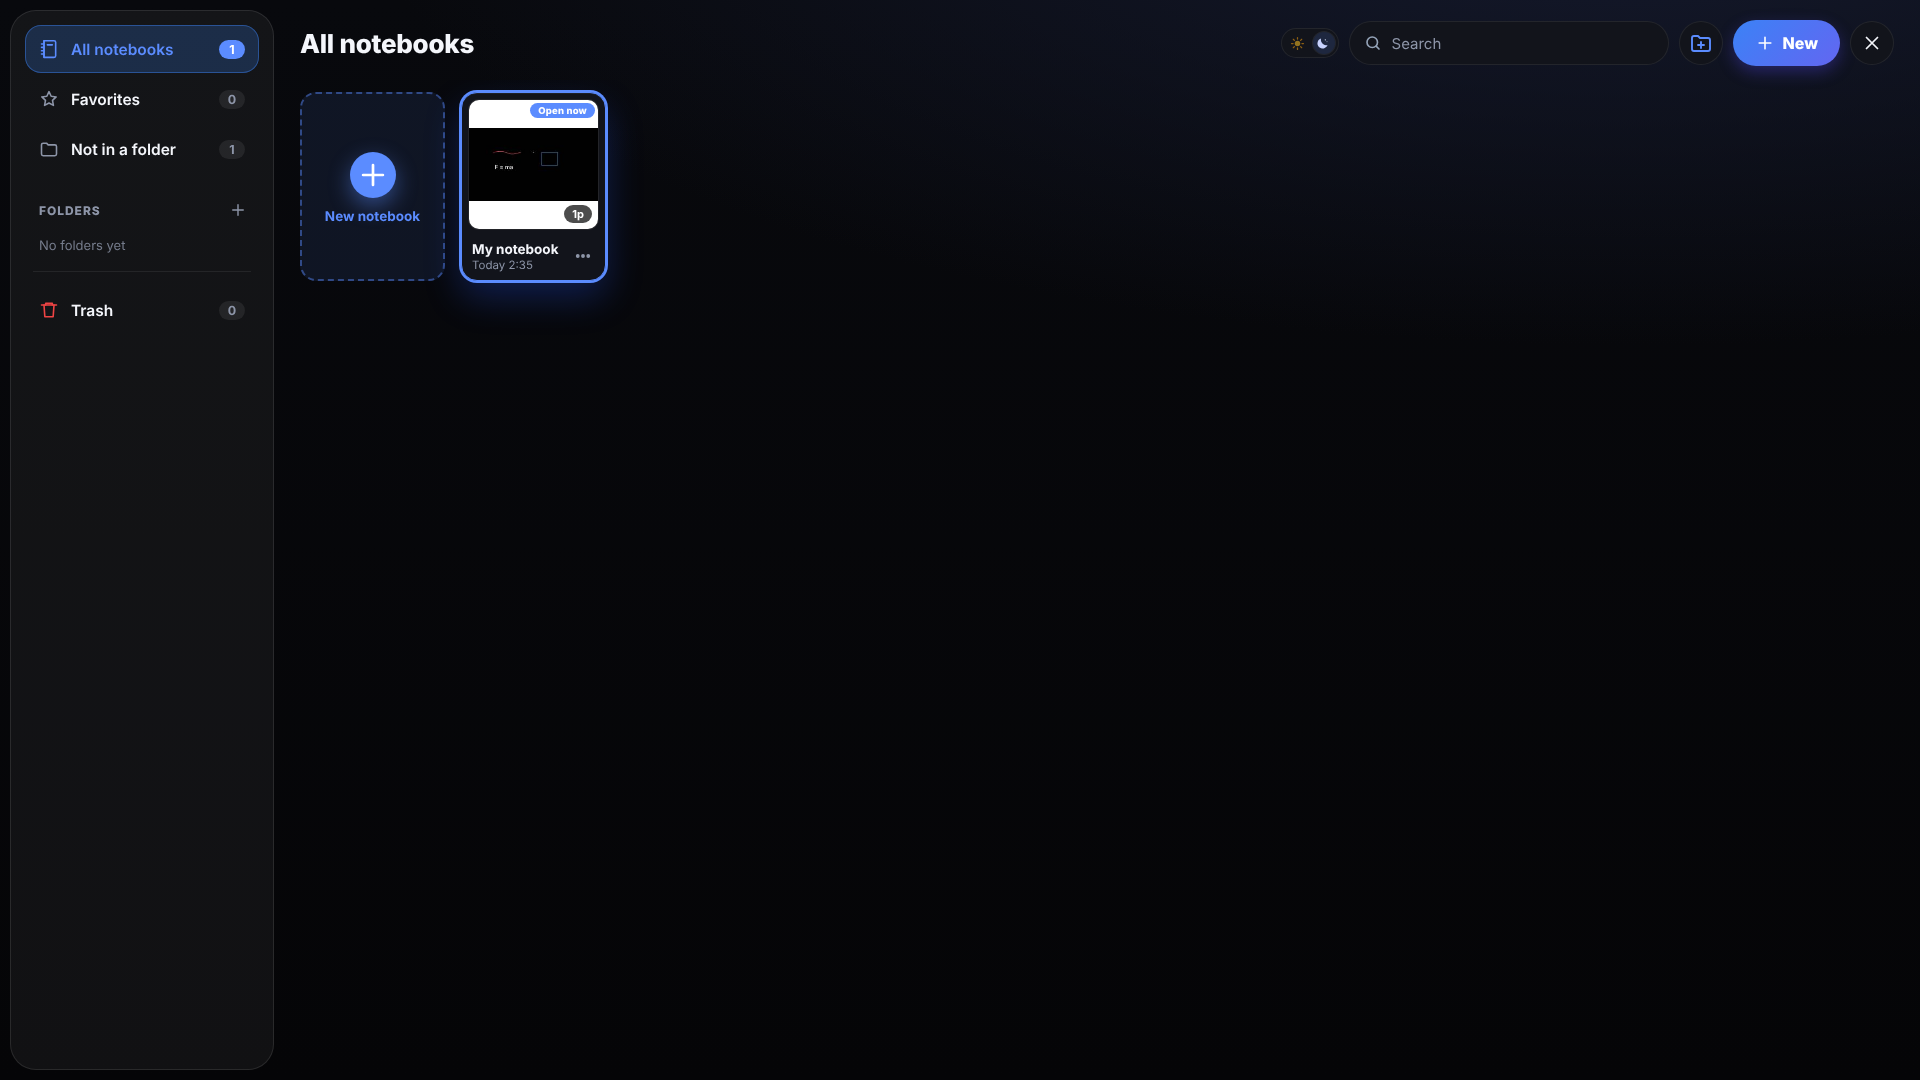 All notebooks 1
Favorites 0
Not in a folder 1
FOLDERS
No folders yet
Trash 0
All notebooks
Search
New
New notebook
Open now
F = ma
1p
My notebook
Today 2:35